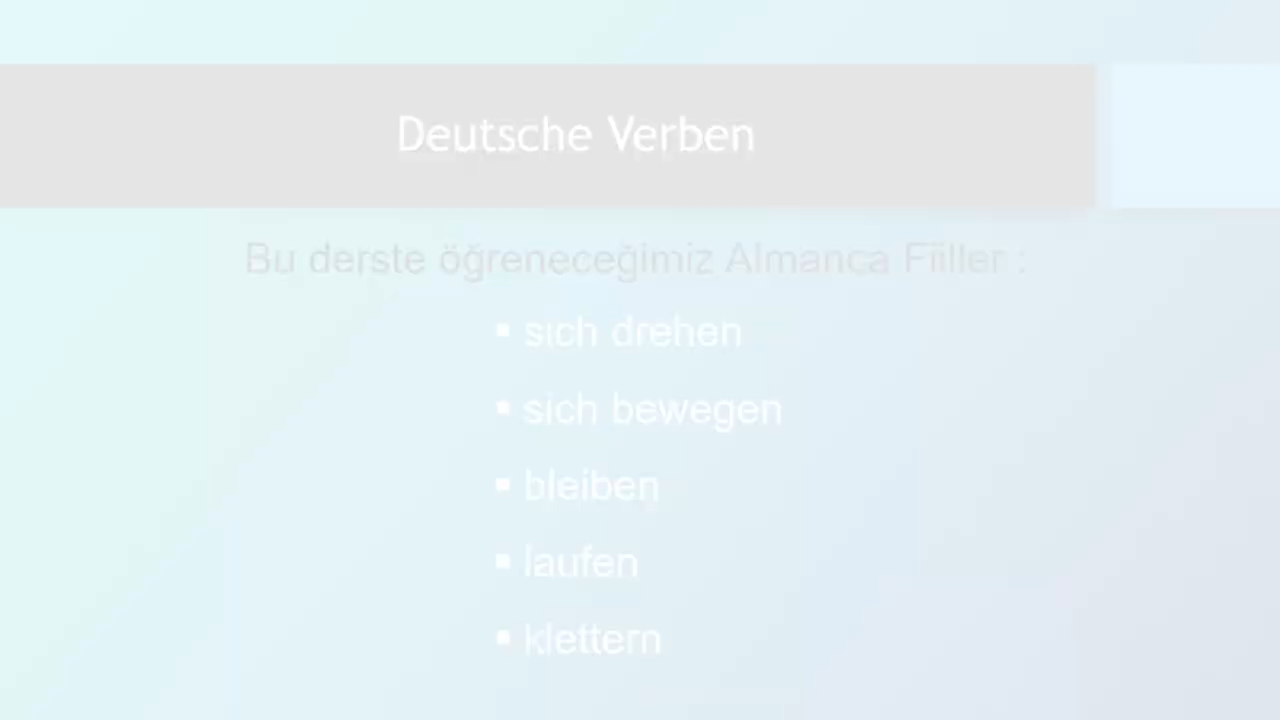 Deutsche Verben
Bu derste öğreneceğimiz Almanca Fiiller :
▪ sich drehen
▪ sich bewegen
▪ bleiben
▪ laufen
▪ klettern